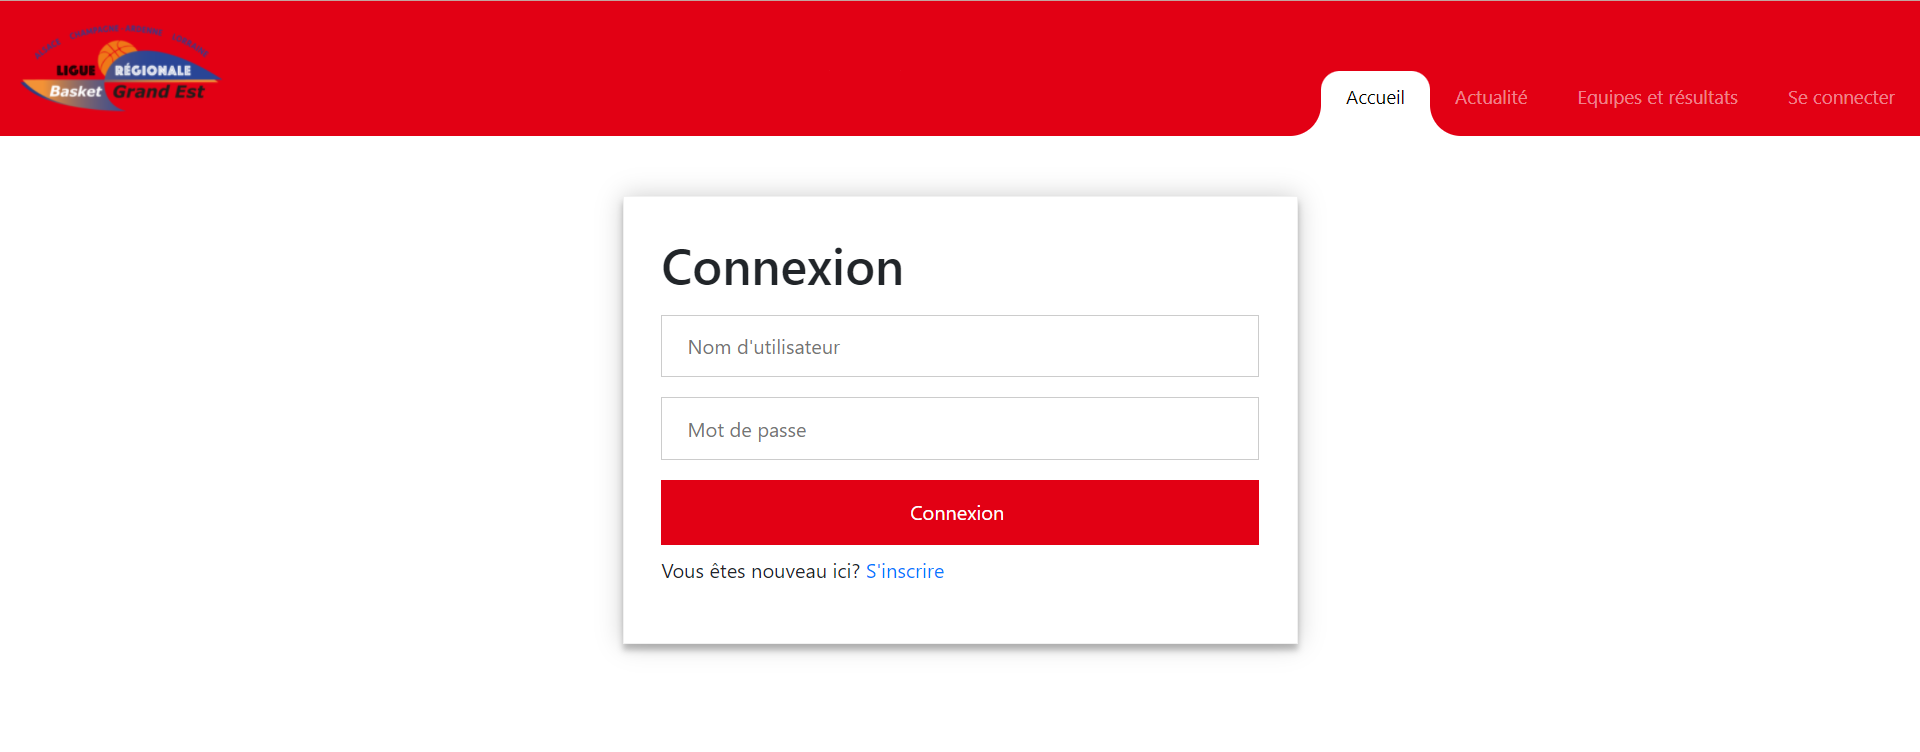 LIGUE RÉGIONALE
Basket Grand Est
Accueil
Actualité
Equipes et résultats
Se connecter
Connexion
Nom d'utilisateur
Mot de passe
Connexion
Vous êtes nouveau ici? S'inscrire